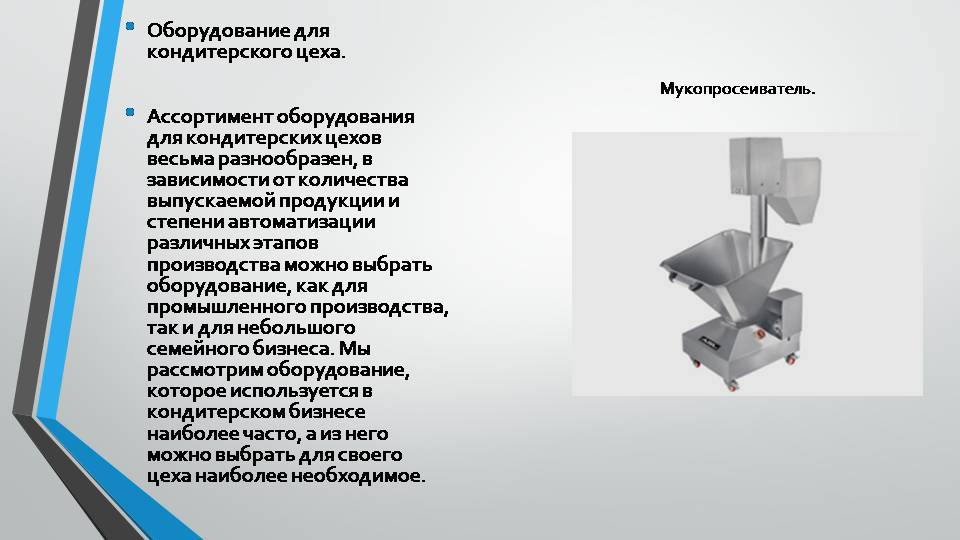 Оборудование для
кондитерского цеха.
Ассортимент оборудования
для кондитерских цехов
весьма разнообразен, в
зависимости от количества
выпускаемой продукции и
степени автоматизации
различных этапов
производства можно выбрать
оборудование, как для
промышленного производства,
так и для небольшого
семейного бизнеса. Мы
рассмотрим оборудование,
которое используется в
кондитерском бизнесе
наиболее часто, а из него
можно выбрать для своего
цеха наиболее необходимое.
Мукопросеиватель.